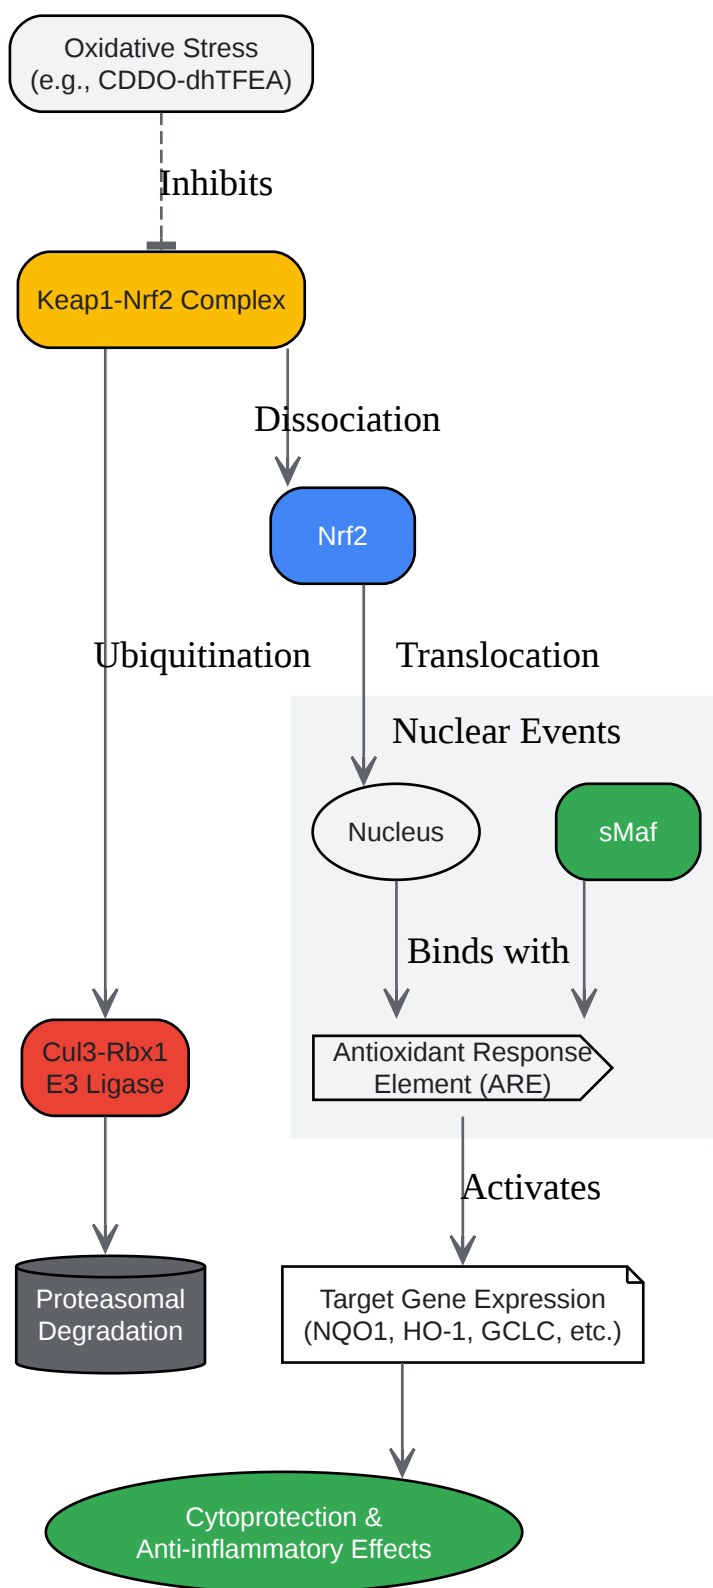 Oxidative Stress
(e.g., CDDO-dhTFEA)
Inhibits
Keap1-Nrf2 Complex
Dissociation
Nrf2
Ubiquitination
Translocation
Nuclear Events
Nucleus
sMaf
Binds with
Cul3-Rbx1
E3 Ligase
Antioxidant Response
Element (ARE)
Activates
Proteasomal
Degradation
Target Gene Expression
(NQO1, HO-1, GCLC, etc.)
Cytoprotection &
Anti-inflammatory Effects